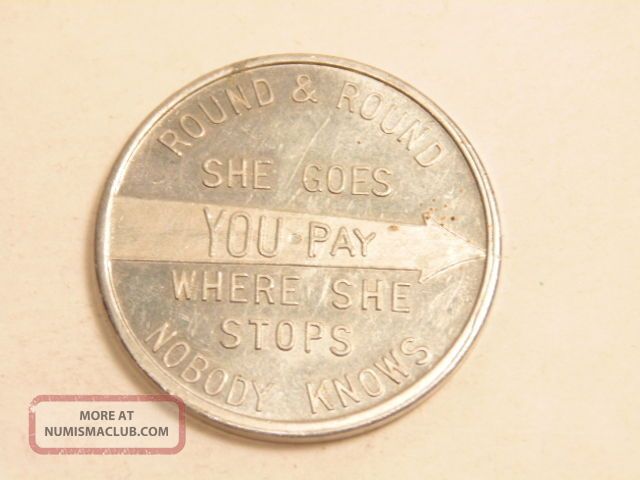 ROUND & ROUND
SHE GOES
YOU PAY
WHERE SHE
STOPS
NOBODY KNOWS
MORE AT
NUMISMACLUB.COM